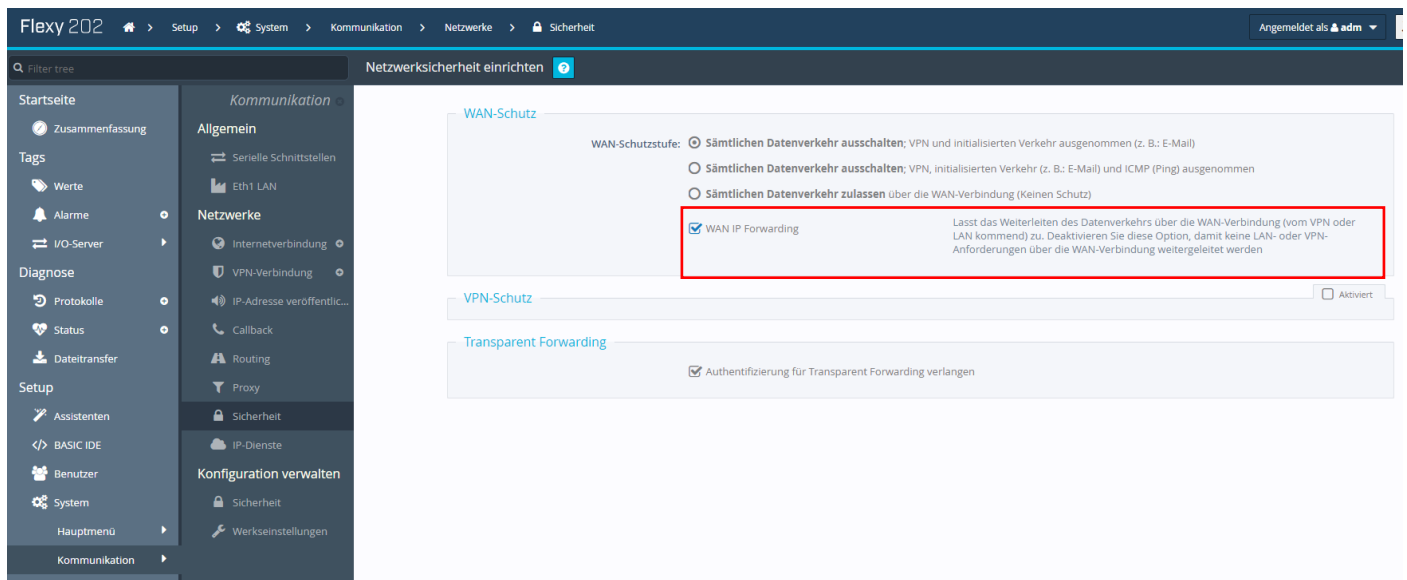 Flexy 202 > Setup > System > Kommunikation > Netzwerke > Sicherheit
Angemeldet als adm
Filter tree
Netzwerksicherheit einrichten ?
Startseite
Zusammenfassung
Tags
Werte
Alarme
I/O-Server
Diagnose
Protokolle
Status
Dateitransfer
Setup
Assistenten
</> BASIC IDE
Benutzer
System
Hauptmenü
Kommunikation
Kommunikation
Allgemein
Serielle Schnittstellen
Eth1 LAN
Netzwerke
Internetverbindung
VPN-Verbindung
IP-Adresse veröffentlic...
Callback
Routing
Proxy
Sicherheit
IP-Dienste
Konfiguration verwalten
Sicherheit
Werkseinstellungen
WAN-Schutz
WAN-Schutzstufe: Sämtlichen Datenverkehr ausschalten; VPN und initialisierten Verkehr ausgenommen (z. B.: E-Mail)
Sämtlichen Datenverkehr ausschalten; VPN, initialisierten Verkehr (z. B.: E-Mail) und ICMP (Ping) ausgenommen
Sämtlichen Datenverkehr zulassen über die WAN-Verbindung (Keinen Schutz)
WAN IP Forwarding
Lasst das Weiterleiten des Datenverkehrs über die WAN-Verbindung (vom VPN oder
LAN kommend) zu. Deaktivieren Sie diese Option, damit keine LAN- oder VPN-
Anforderungen über die WAN-Verbindung weitergeleitet werden
VPN-Schutz
Aktiviert
Transparent Forwarding
Authentifizierung für Transparent Forwarding verlangen